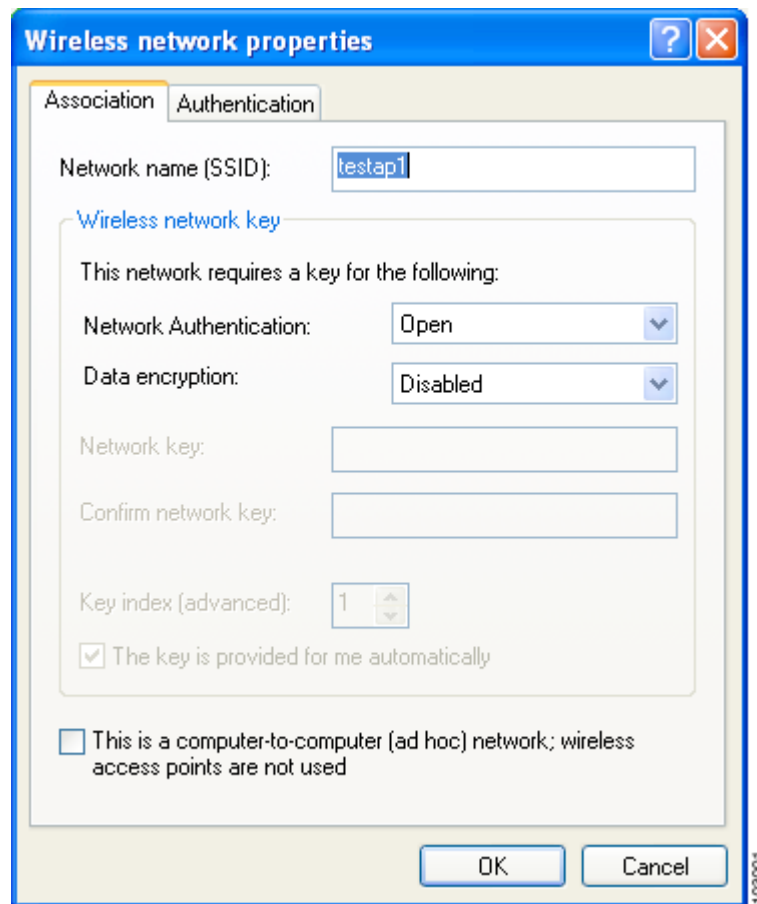 Wireless network properties
Association
Authentication
Network name (SSID):
testap1
Wireless network key
This network requires a key for the following:
Network Authentication:
Open
Data encryption:
Disabled
Network key:
Confirm network key:
Key index (advanced):
1
The key is provided for me automatically
This is a computer-to-computer (ad hoc) network; wireless
access points are not used
OK
Cancel